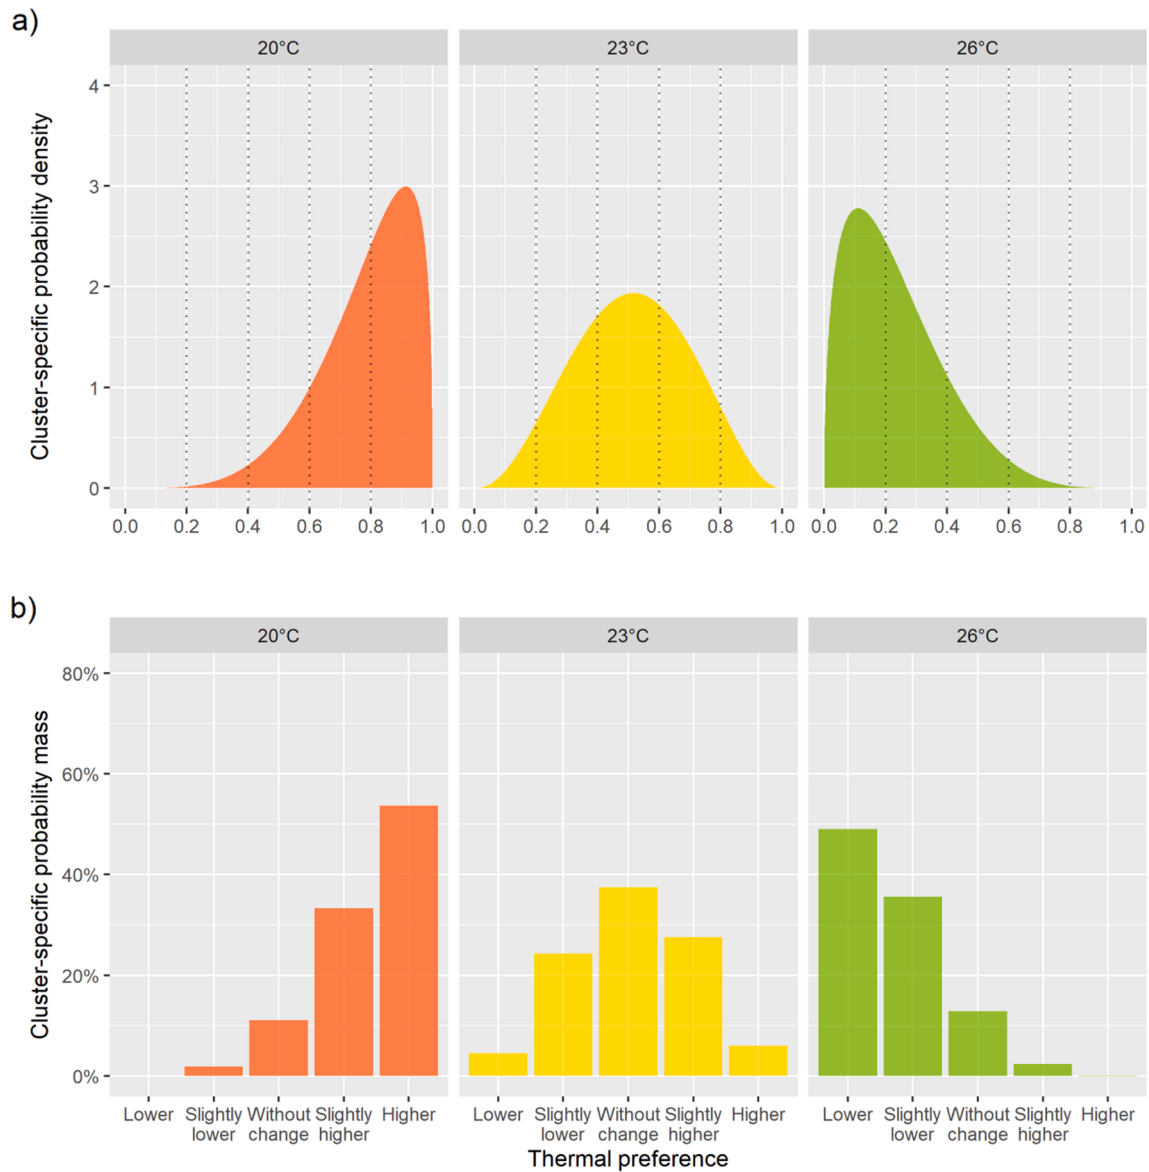 a)
20°C 23°C 26°C
Cluster-specific probability density
4
3
2
1
0
0.0 0.2 0.4 0.6 0.8 1.0 0.0 0.2 0.4 0.6 0.8 1.0 0.0 0.2 0.4 0.6 0.8 1.0
b)
20°C 23°C 26°C
Cluster-specific probability mass
80%
60%
40%
20%
0%
Lower Slightly Without Slightly Higher Lower Slightly Without Slightly Higher Lower Slightly Without Slightly Higher
lower change higher lower change higher lower change higher
Thermal preference